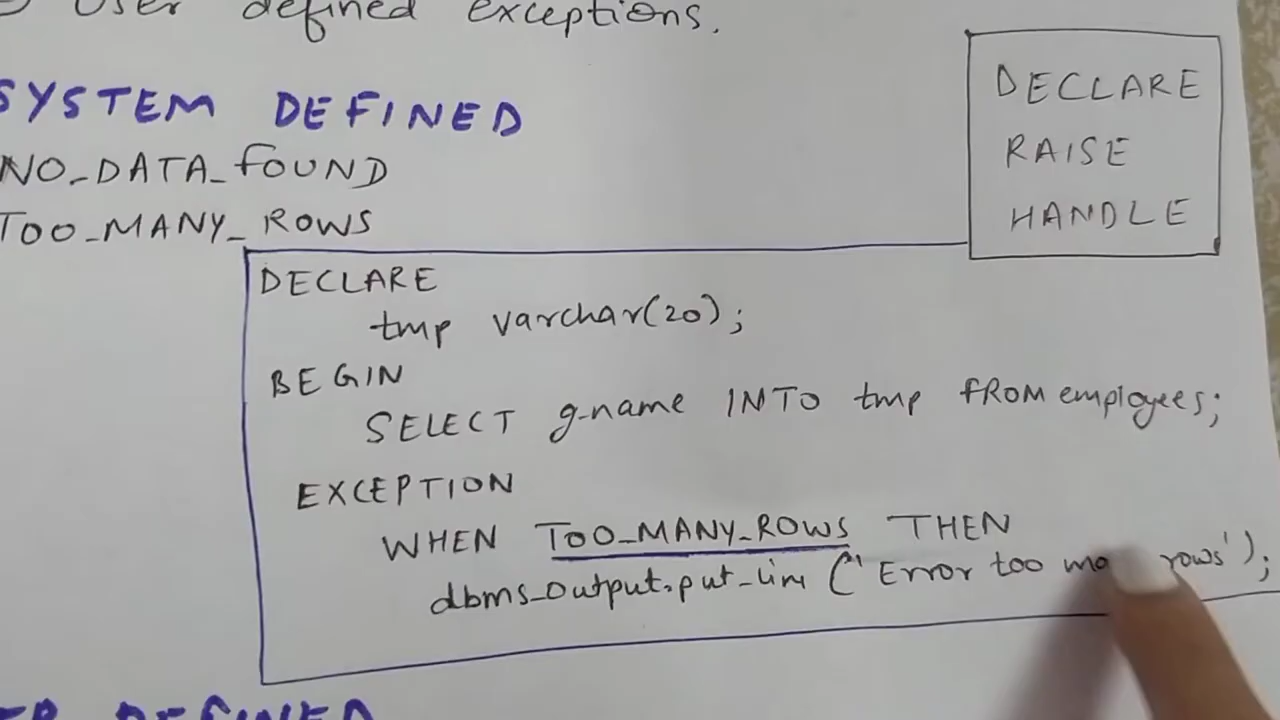 User defined exceptions.
SYSTEM DEFINED
NO_DATA_FOUND
TOO_MANY_ROWS
DECLARE
RAISE
HANDLE
DECLARE
tmp varchar(20);
BEGIN
SELECT g-name INTO tmp FROM employees;
EXCEPTION
WHEN TOO_MANY_ROWS THEN
dbms_output.put_line ('Error too rows');
DEFINED